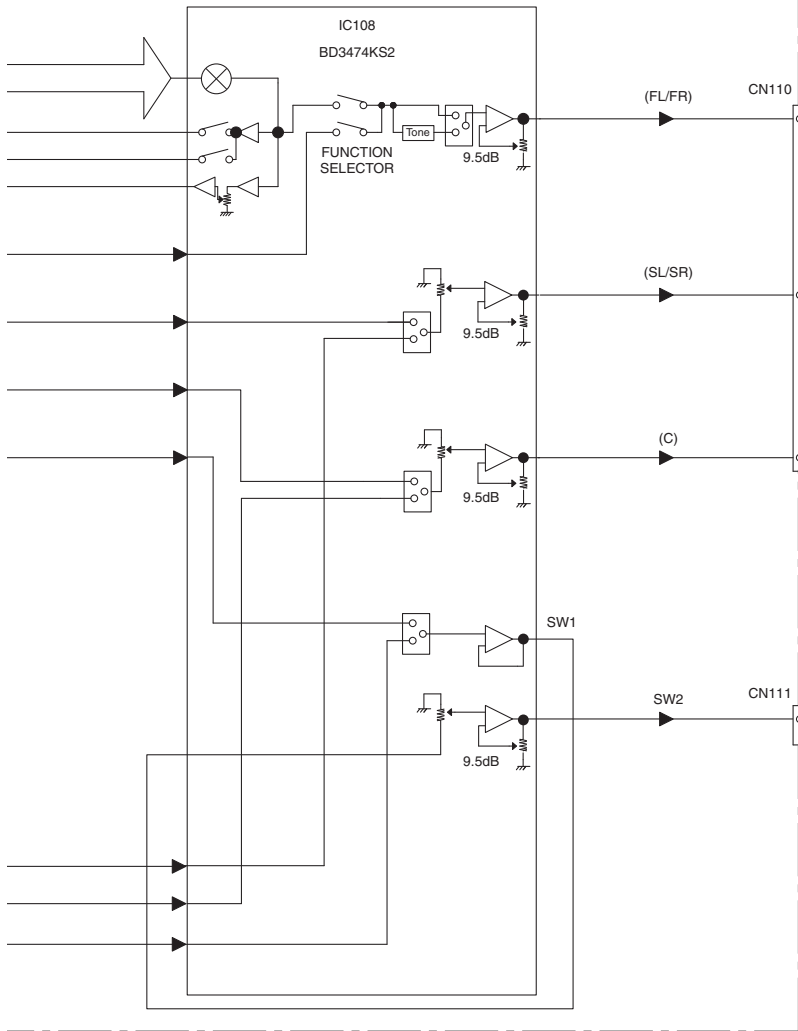 IC108
BD3474KS2
(FL/FR)
CN110
Tone
FUNCTION
SELECTOR
9.5dB
(SL/SR)
9.5dB
(C)
9.5dB
SW1
SW2
CN111
9.5dB